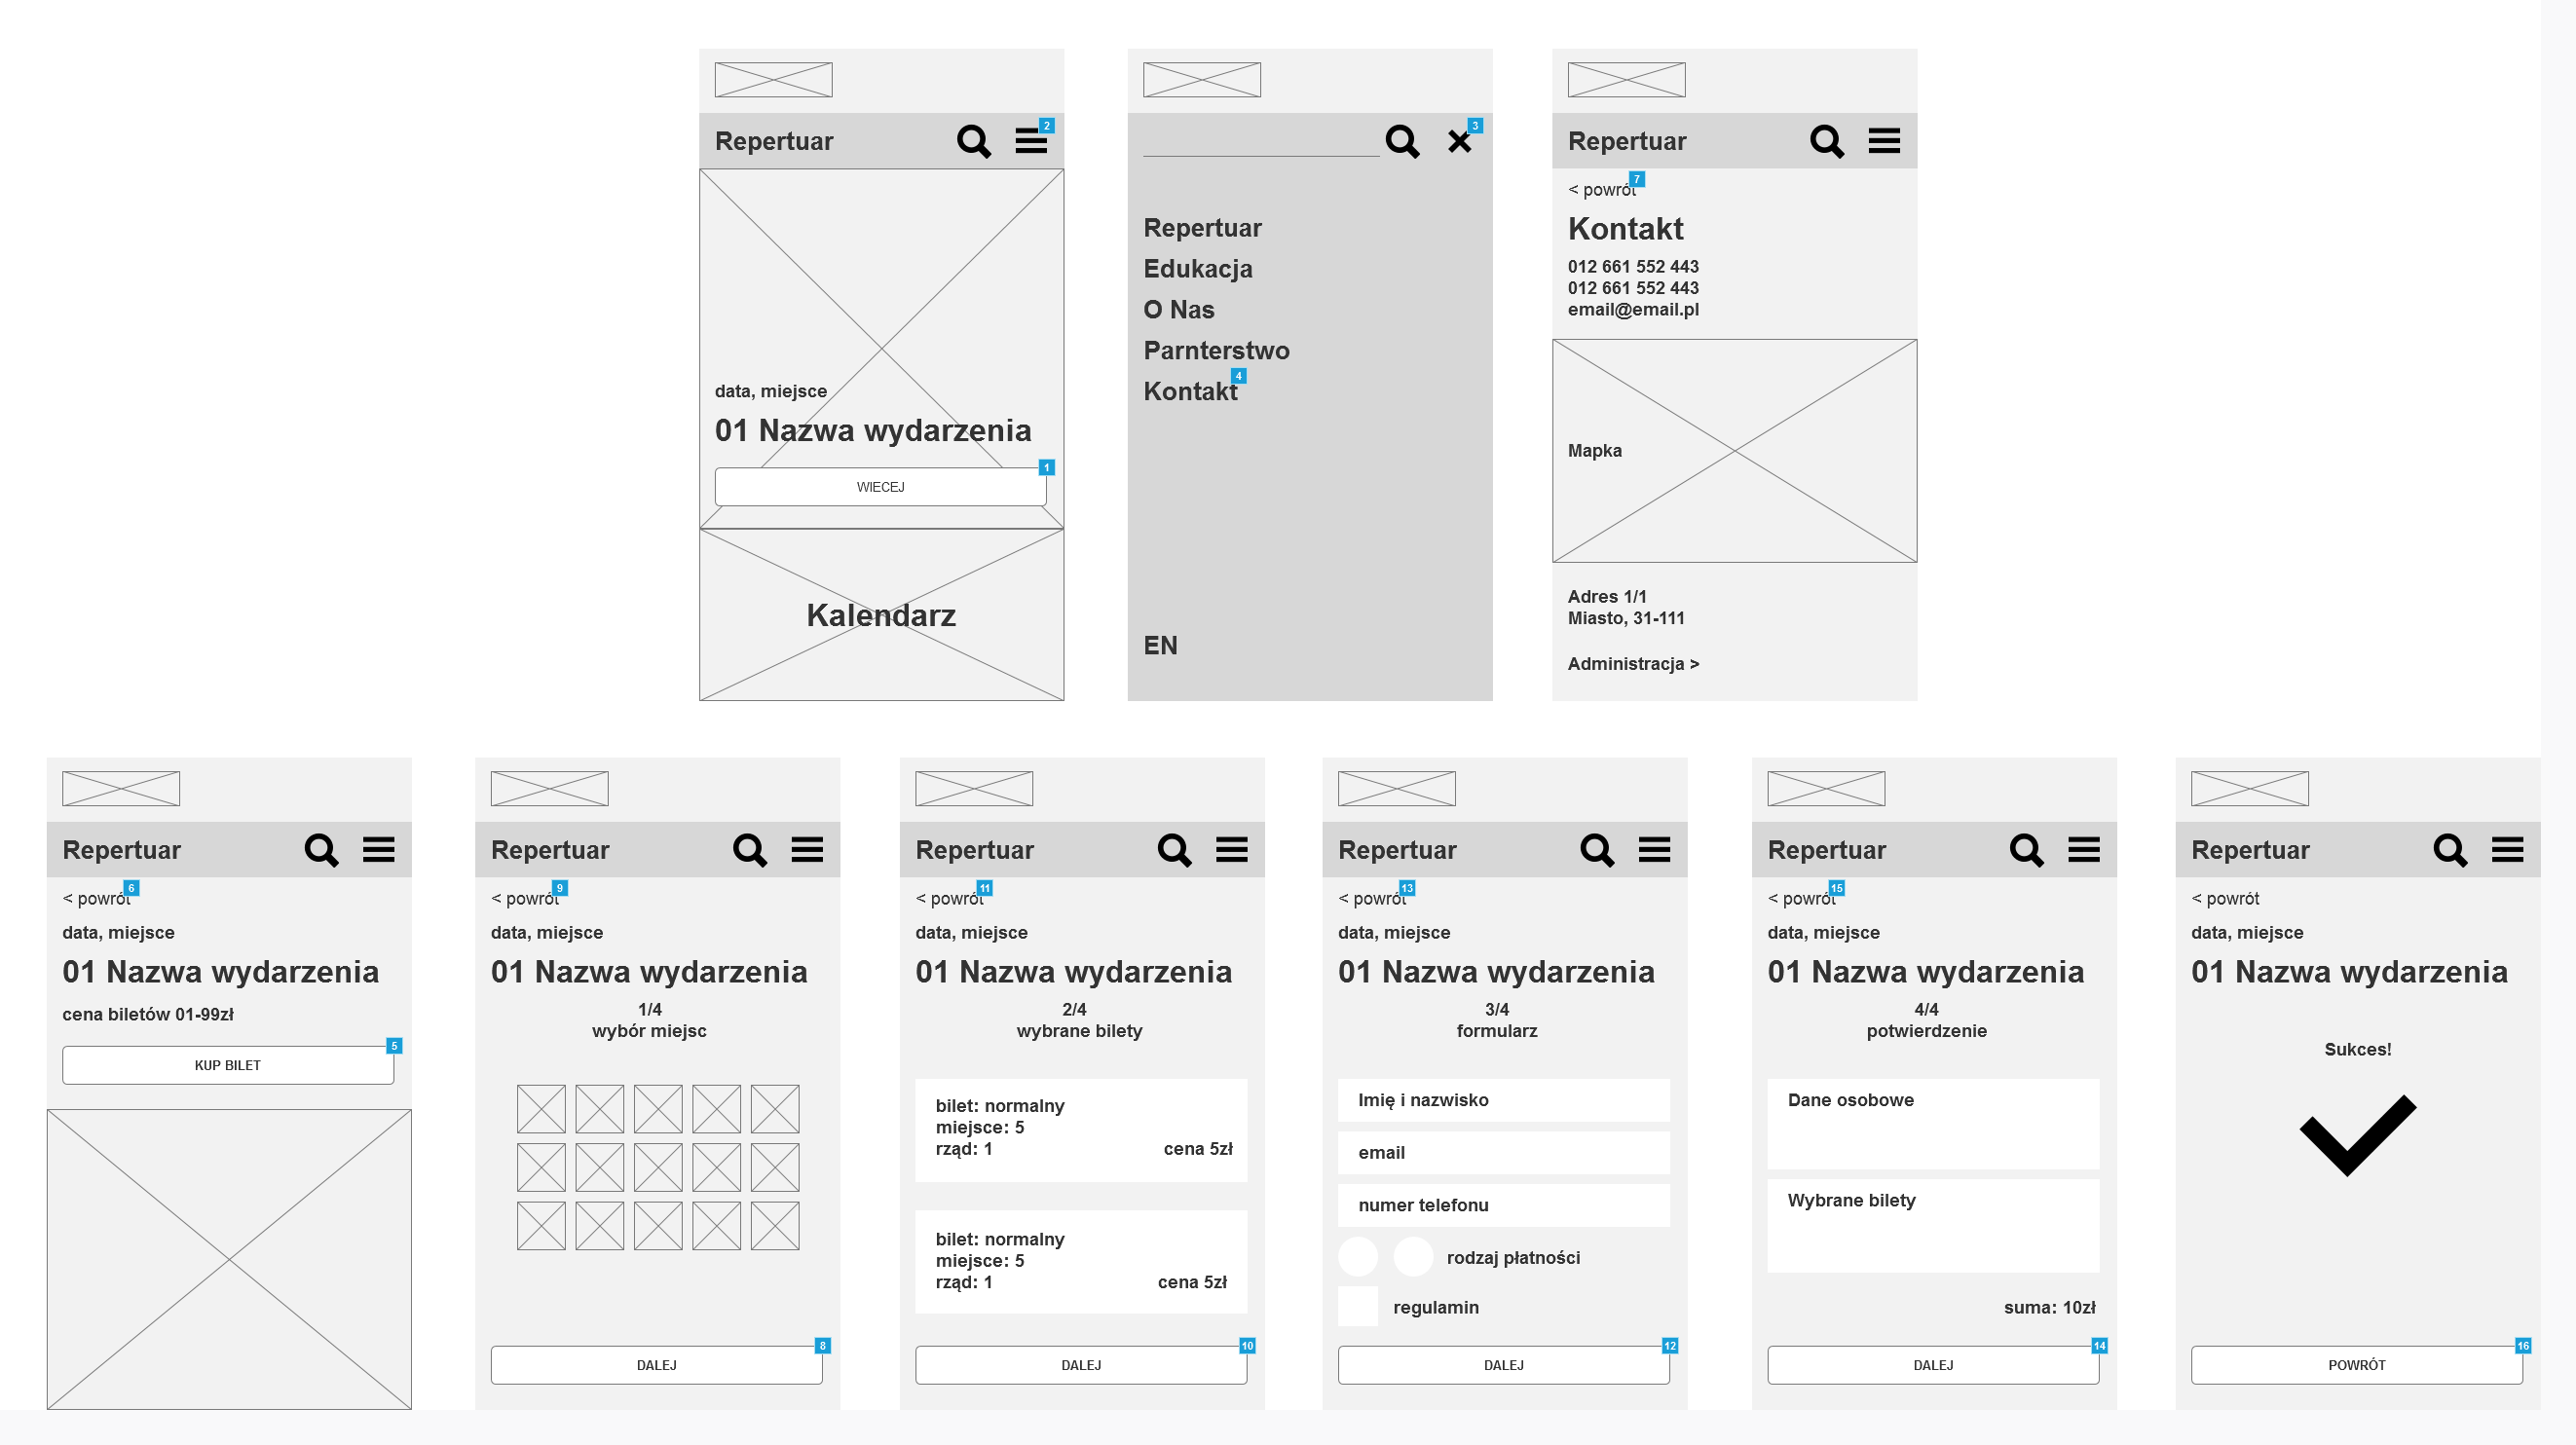 Repertuar
2
data, miejsce
01 Nazwa wydarzenia
1
WIECEJ
Kalendarz
3
Repertuar
Edukacja
O Nas
Parnterstwo
4
Kontakt
EN
Repertuar
7
< powrót
Kontakt
012 661 552 443
012 661 552 443
email@email.pl
Mapka
Adres 1/1
Miasto, 31-111
Administracja >
Repertuar
6
< powrót
data, miejsce
01 Nazwa wydarzenia
cena biletów 01-99zł
5
KUP BILET
Repertuar
9
< powrót
data, miejsce
01 Nazwa wydarzenia
1/4
wybór miejsc
8
DALEJ
Repertuar
11
< powrót
data, miejsce
01 Nazwa wydarzenia
2/4
wybrane bilety
bilet: normalny
miejsce: 5
rząd: 1 cena 5zł
bilet: normalny
miejsce: 5
rząd: 1 cena 5zł
10
DALEJ
Repertuar
13
< powrót
data, miejsce
01 Nazwa wydarzenia
3/4
formularz
Imię i nazwisko
email
numer telefonu
rodzaj płatności
regulamin
12
DALEJ
Repertuar
15
< powrót
data, miejsce
01 Nazwa wydarzenia
4/4
potwierdzenie
Dane osobowe
Wybrane bilety
suma: 10zł
14
DALEJ
Repertuar
< powrót
data, miejsce
01 Nazwa wydarzenia
Sukces!
16
POWRÓT